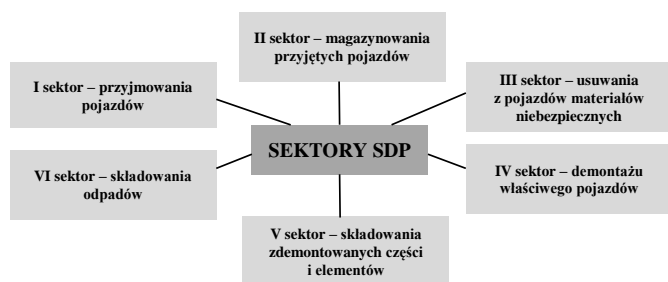 II sektor – magazynowania
przyjętych pojazdów
I sektor – przyjmowania
pojazdów
III sektor – usuwania
z pojazdów materiałów
niebezpiecznych
SEKTORY SDP
VI sektor – składowania
odpadów
IV sektor – demontażu
właściwego pojazdów
V sektor – składowania
zdemontowanych części
i elementów